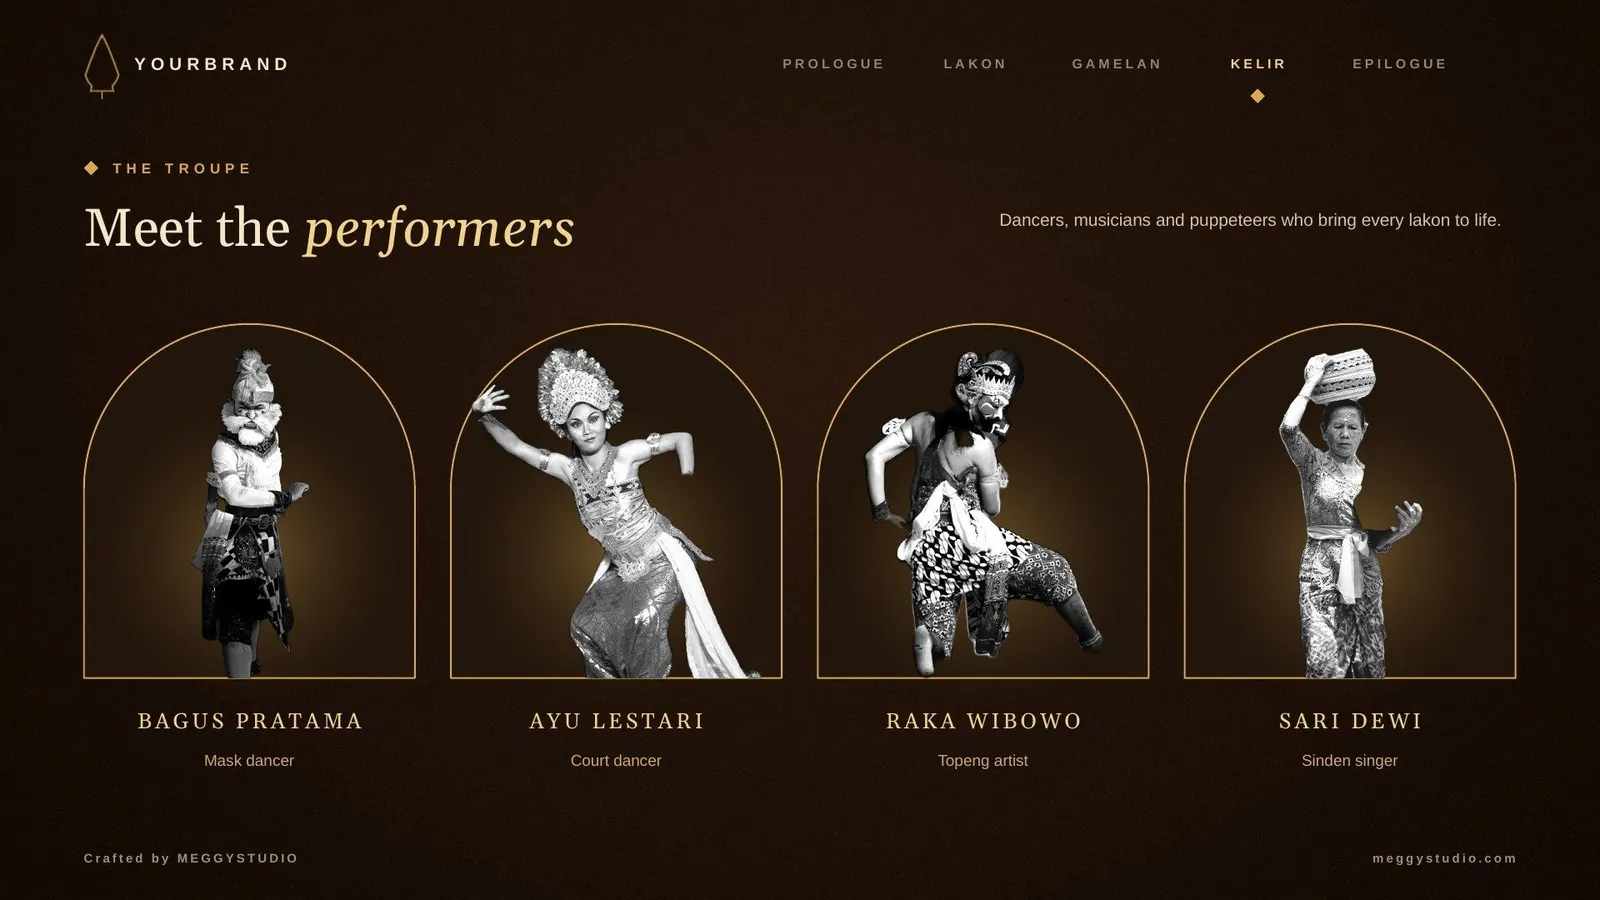 YOURBRAND
PROLOGUE LAKON GAMELAN KELIR EPILOGUE
THE TROUPE
Meet the performers
Dancers, musicians and puppeteers who bring every lakon to life.
BAGUS PRATAMA
Mask dancer
AYU LESTARI
Court dancer
RAKA WIBOWO
Topeng artist
SARI DEWI
Sinden singer
Crafted by MEGGYSTUDIO
meggystudio.com